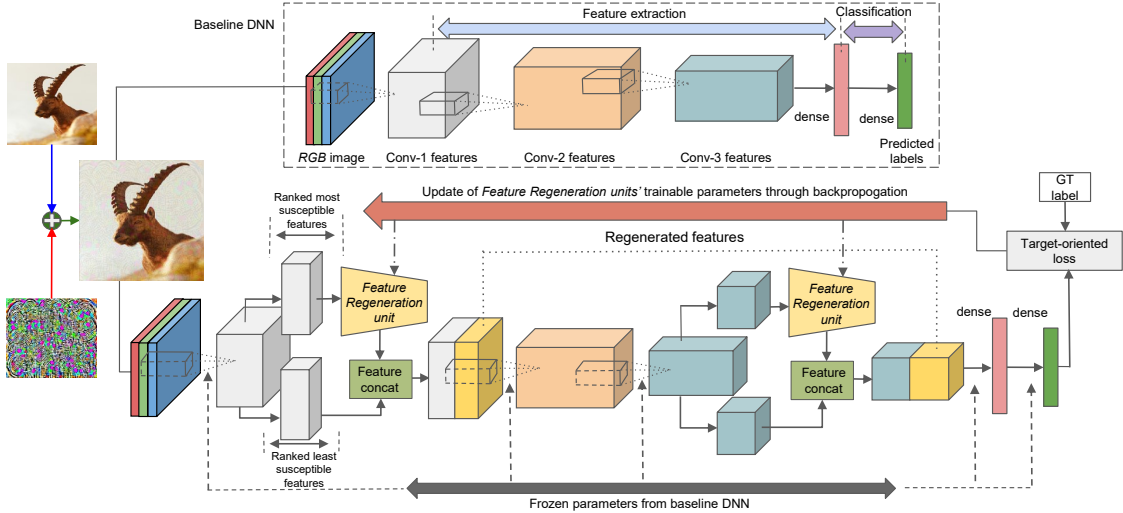 Baseline DNN
Feature extraction
Classification
dense
dense
RGB image
Conv-1 features
Conv-2 features
Conv-3 features
Predicted
labels
Ranked most
susceptible
features
Update of Feature Regeneration units' trainable parameters through backpropogation
GT
label
Regenerated features
Target-oriented
loss
Feature
Regeneration
unit
Feature
Regeneration
unit
dense
dense
Feature
concat
Feature
concat
Ranked least
susceptible
features
Frozen parameters from baseline DNN